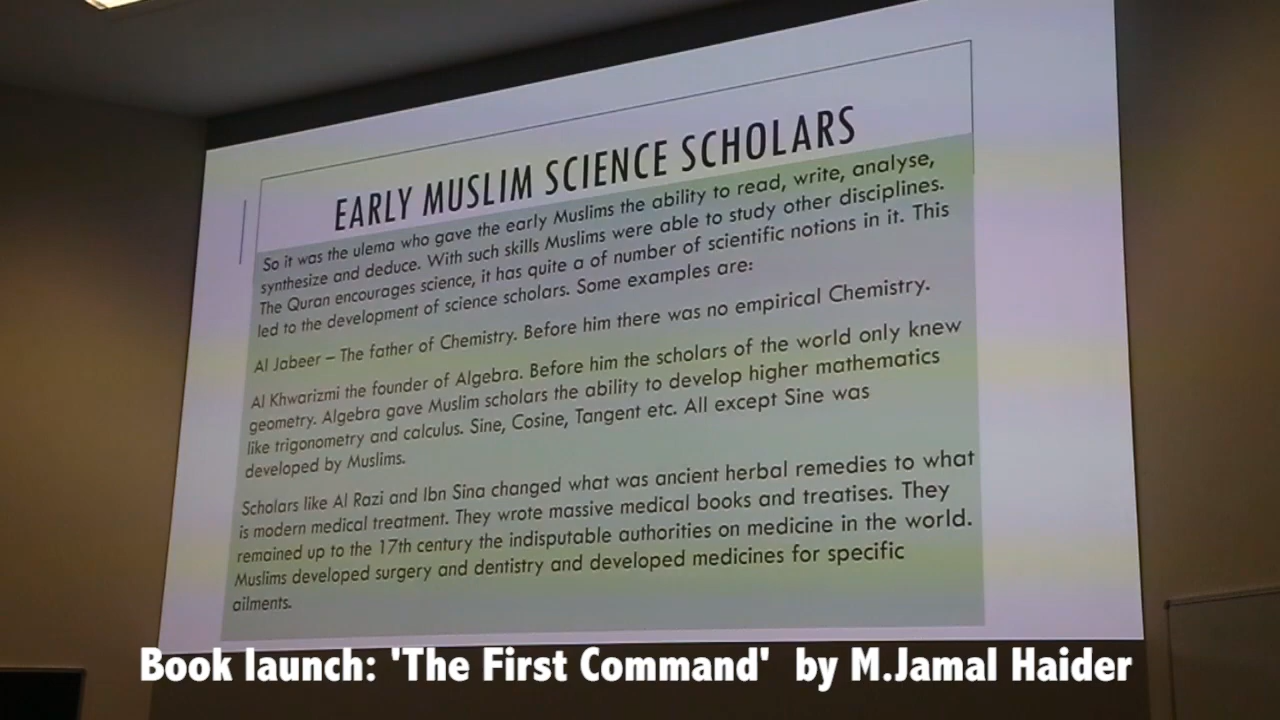 EARLY MUSLIM SCIENCE SCHOLARS
So it was the ulema who gave the early Muslims the ability to read, write, analyse,
synthesize and deduce. With such skills Muslims were able to study other disciplines.
The Quran encourages science, it has quite a of number of scientific notions in it. This
led to the development of science scholars. Some examples are:
Al Jabeer – The father of Chemistry. Before him there was no empirical Chemistry.
Al Khwarizmi the founder of Algebra. Before him the scholars of the world only knew
geometry. Algebra gave Muslim scholars the ability to develop higher mathematics
like trigonometry and calculus. Sine, Cosine, Tangent etc. All except Sine was
developed by Muslims.
Scholars like Al Razi and Ibn Sina changed what was ancient herbal remedies to what
is modern medical treatment. They wrote massive medical books and treatises. They
remained up to the 17th century the indisputable authorities on medicine in the world.
Muslims developed surgery and dentistry and developed medicines for specific
ailments.
Book launch: 'The First Command' by M.Jamal Haider